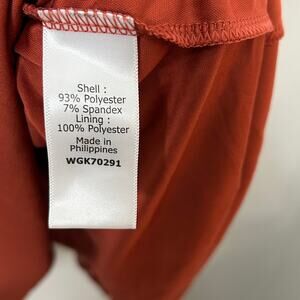 Shell :
93% Polyester
7% Spandex
Lining :
100% Polyester
Made in
Philippines
WGK70291